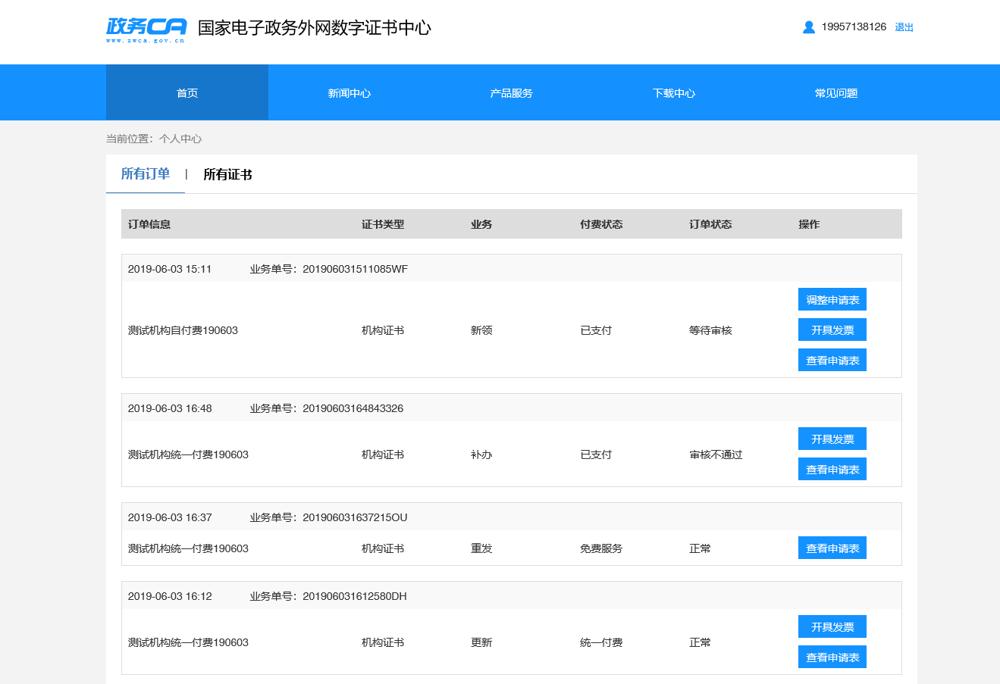 政务CA 国家电子政务外网数字证书中心 19957138126 退出
www.zwca.gov.cn
首页 新闻中心 产品服务 下载中心 常见问题
当前位置：个人中心
所有订单 | 所有证书
订单信息 证书类型 业务 付费状态 订单状态 操作
2019-06-03 15:11 业务单号：201906031511085WF
调整申请表
测试机构自付费190603 机构证书 新领 已支付 等待审核 开具发票
查看申请表
2019-06-03 16:48 业务单号：20190603164843326
开具发票
测试机构统一付费190603 机构证书 补办 已支付 审核不通过
查看申请表
2019-06-03 16:37 业务单号：201906031637215OU
测试机构统一付费190603 机构证书 重发 免费服务 正常 查看申请表
2019-06-03 16:12 业务单号：201906031612580DH
开具发票
测试机构统一付费190603 机构证书 更新 统一付费 正常
查看申请表